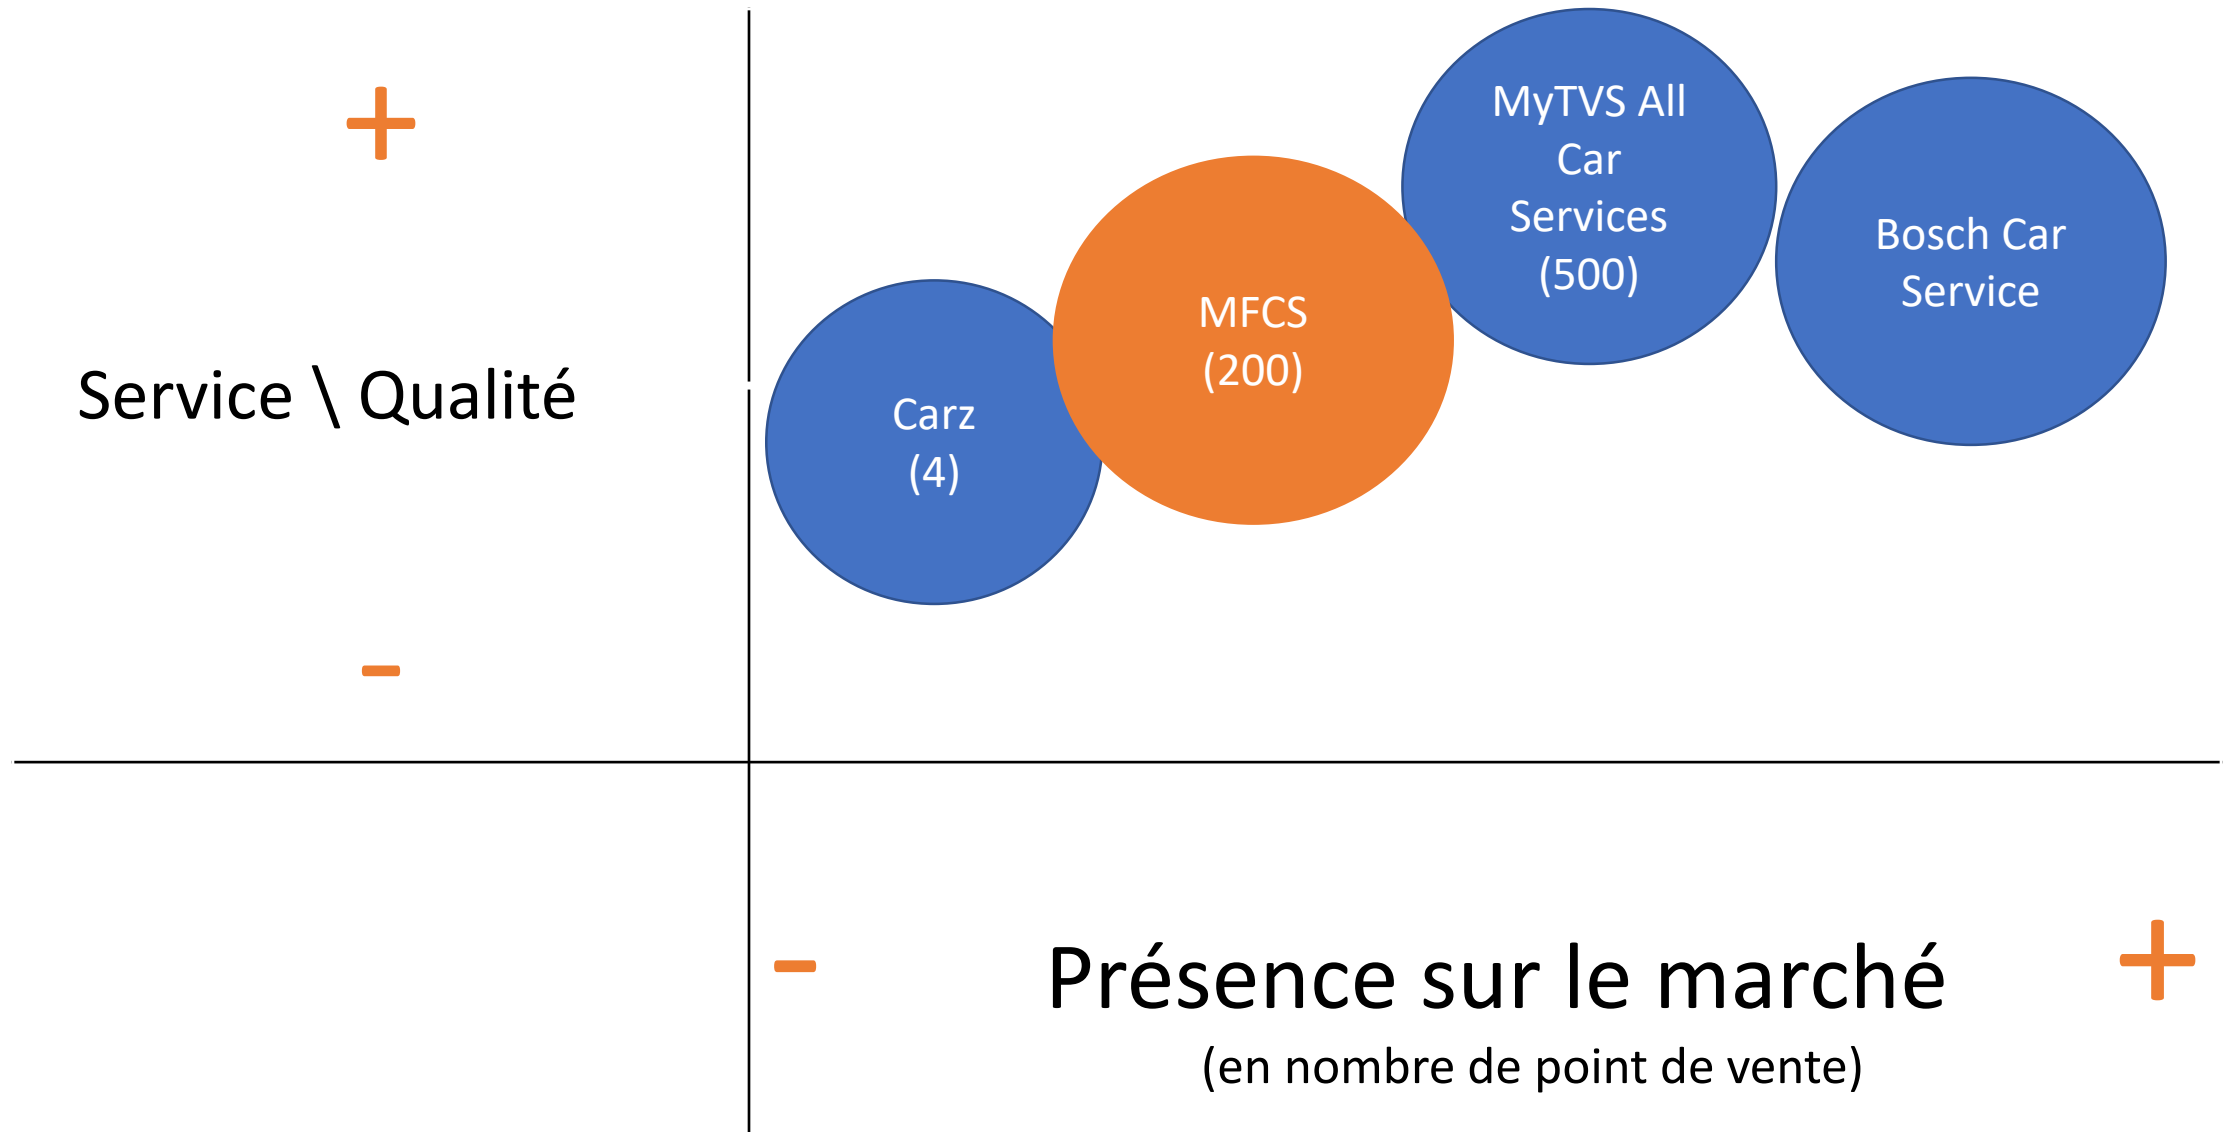 +
Service \ Qualité
-
Carz
(4)
MFCS
(200)
MyTVS All
Car
Services
(500)
Bosch Car
Service
-
Présence sur le marché
+
(en nombre de point de vente)